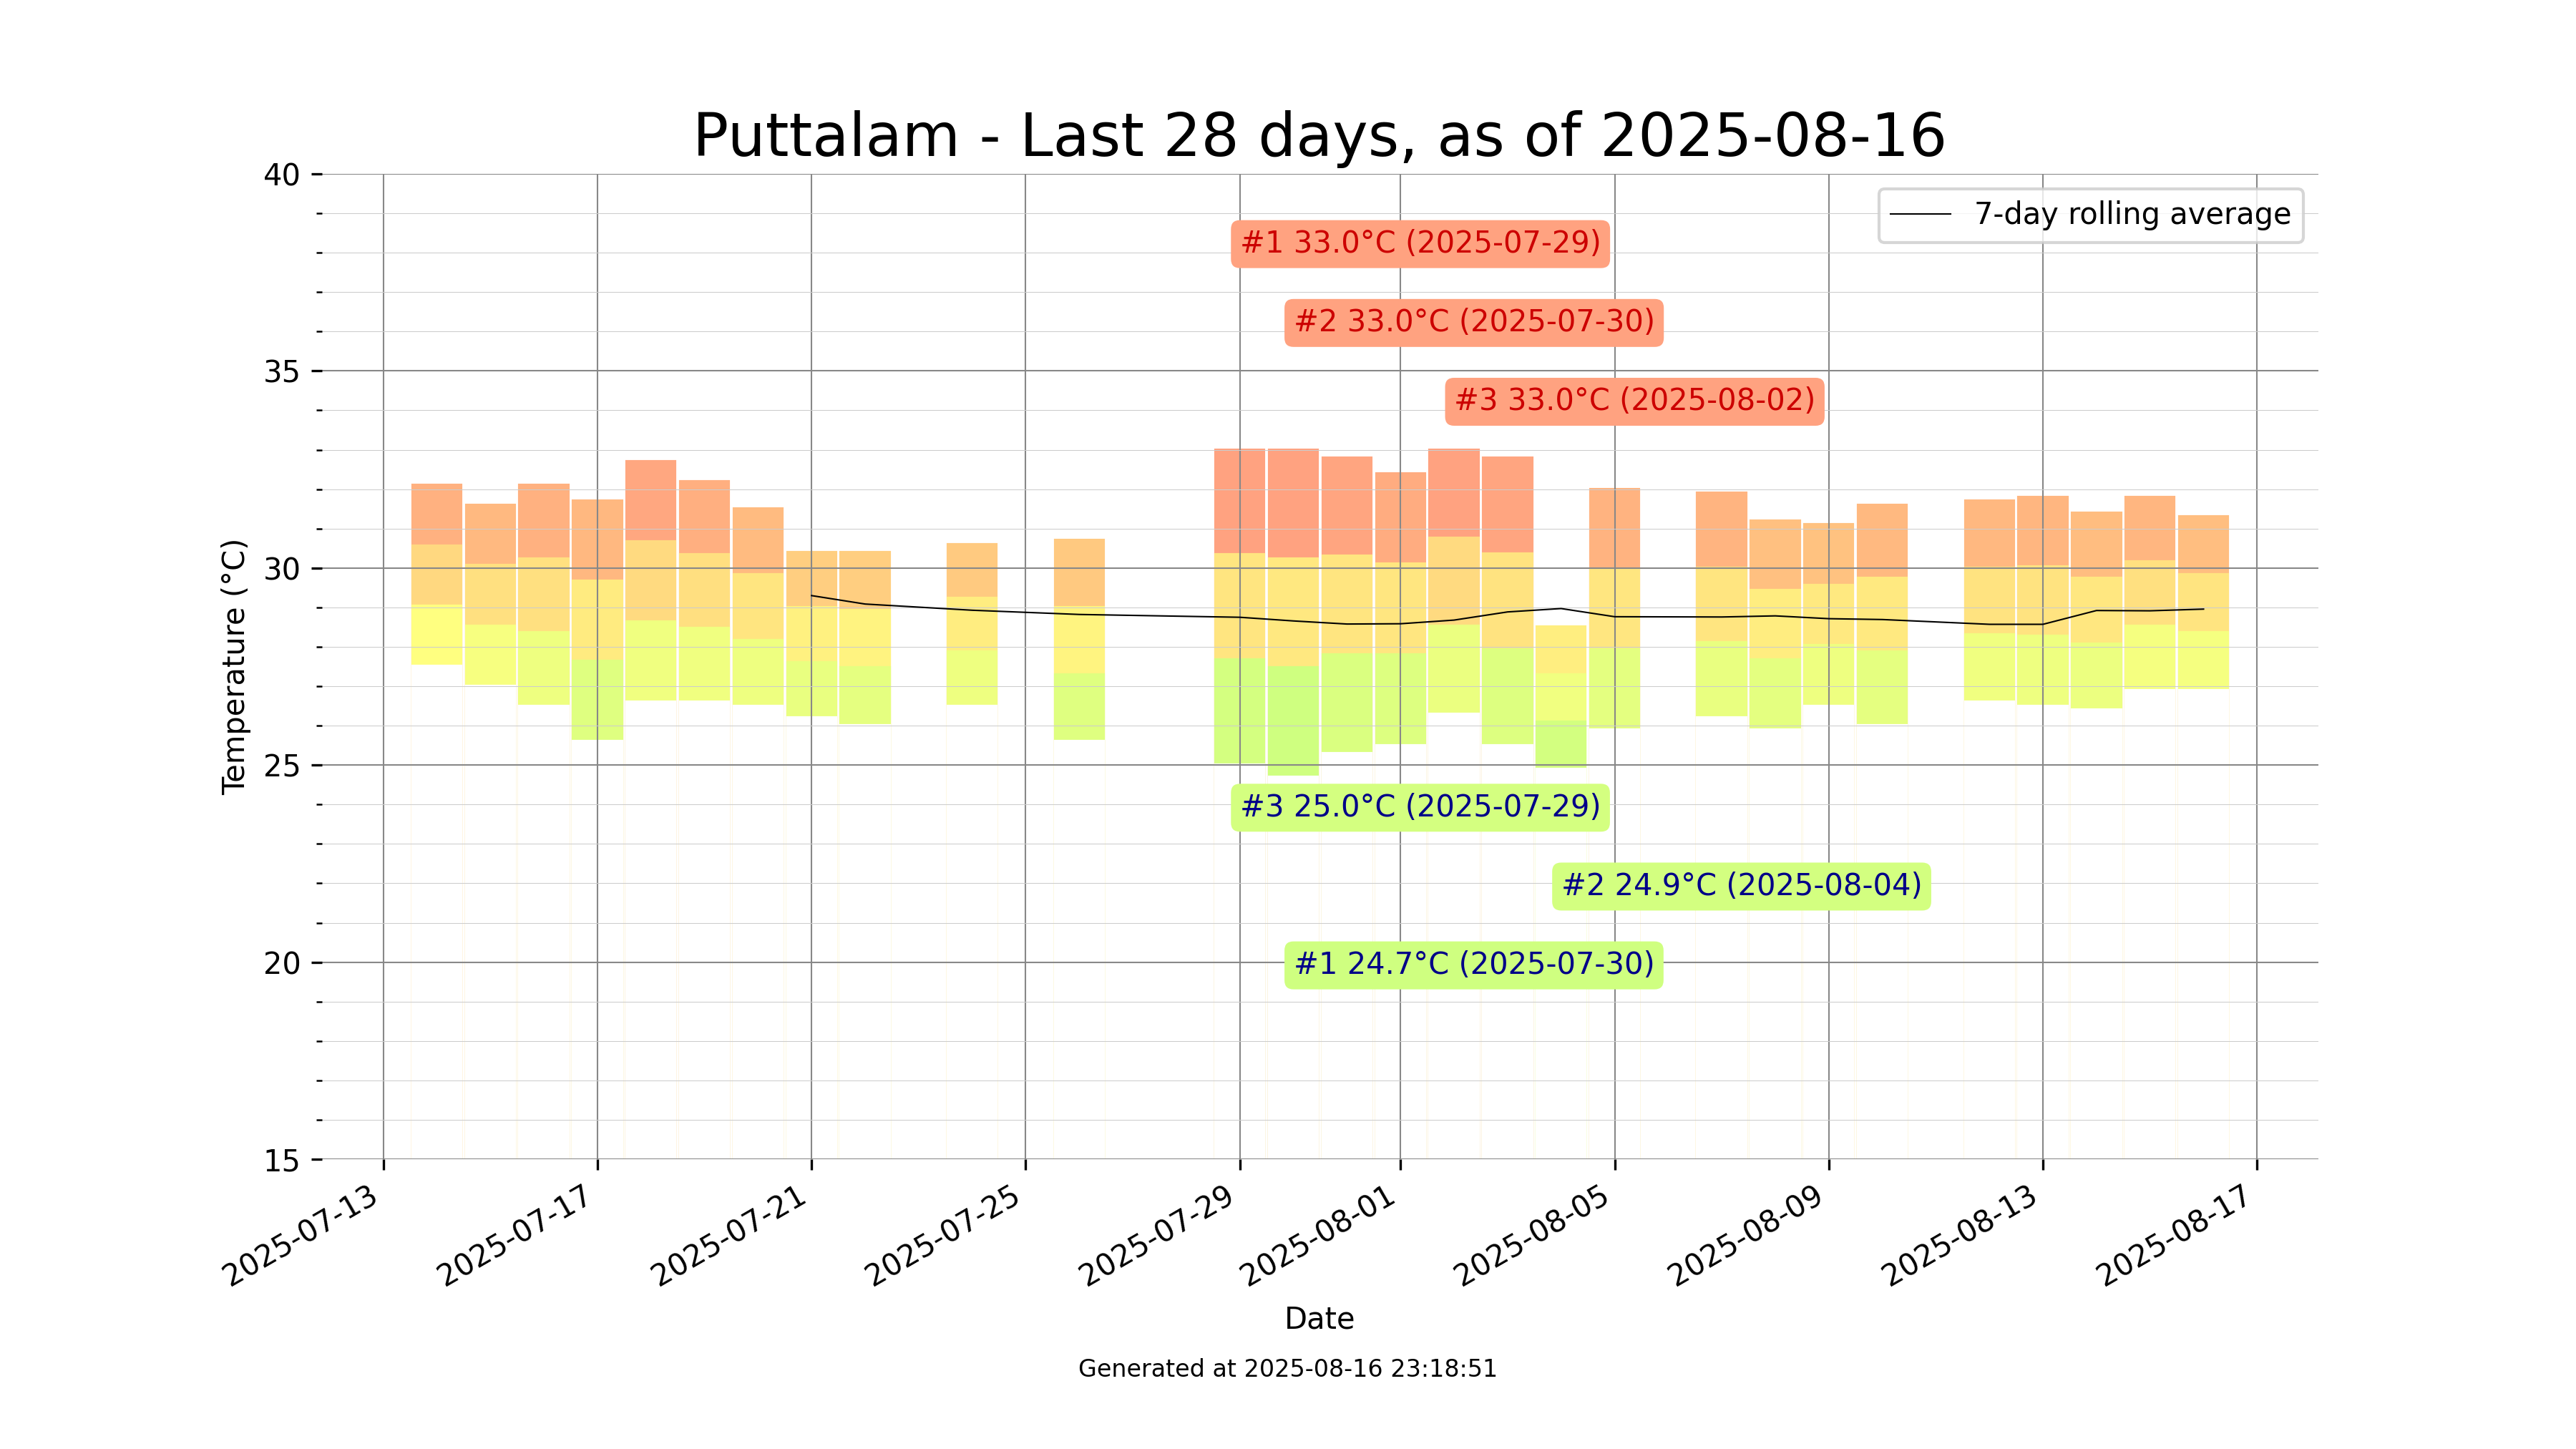 Puttalam - Last 28 days, as of 2025-08-16
7-day rolling average
#1 33.0°C (2025-07-29)
#2 33.0°C (2025-07-30)
#3 33.0°C (2025-08-02)
#3 25.0°C (2025-07-29)
#2 24.9°C (2025-08-04)
#1 24.7°C (2025-07-30)
Temperature (°C)
40
35
30
25
20
15
2025-07-13
2025-07-17
2025-07-21
2025-07-25
2025-07-29
2025-08-01
2025-08-05
2025-08-09
2025-08-13
2025-08-17
Date
Generated at 2025-08-16 23:18:51